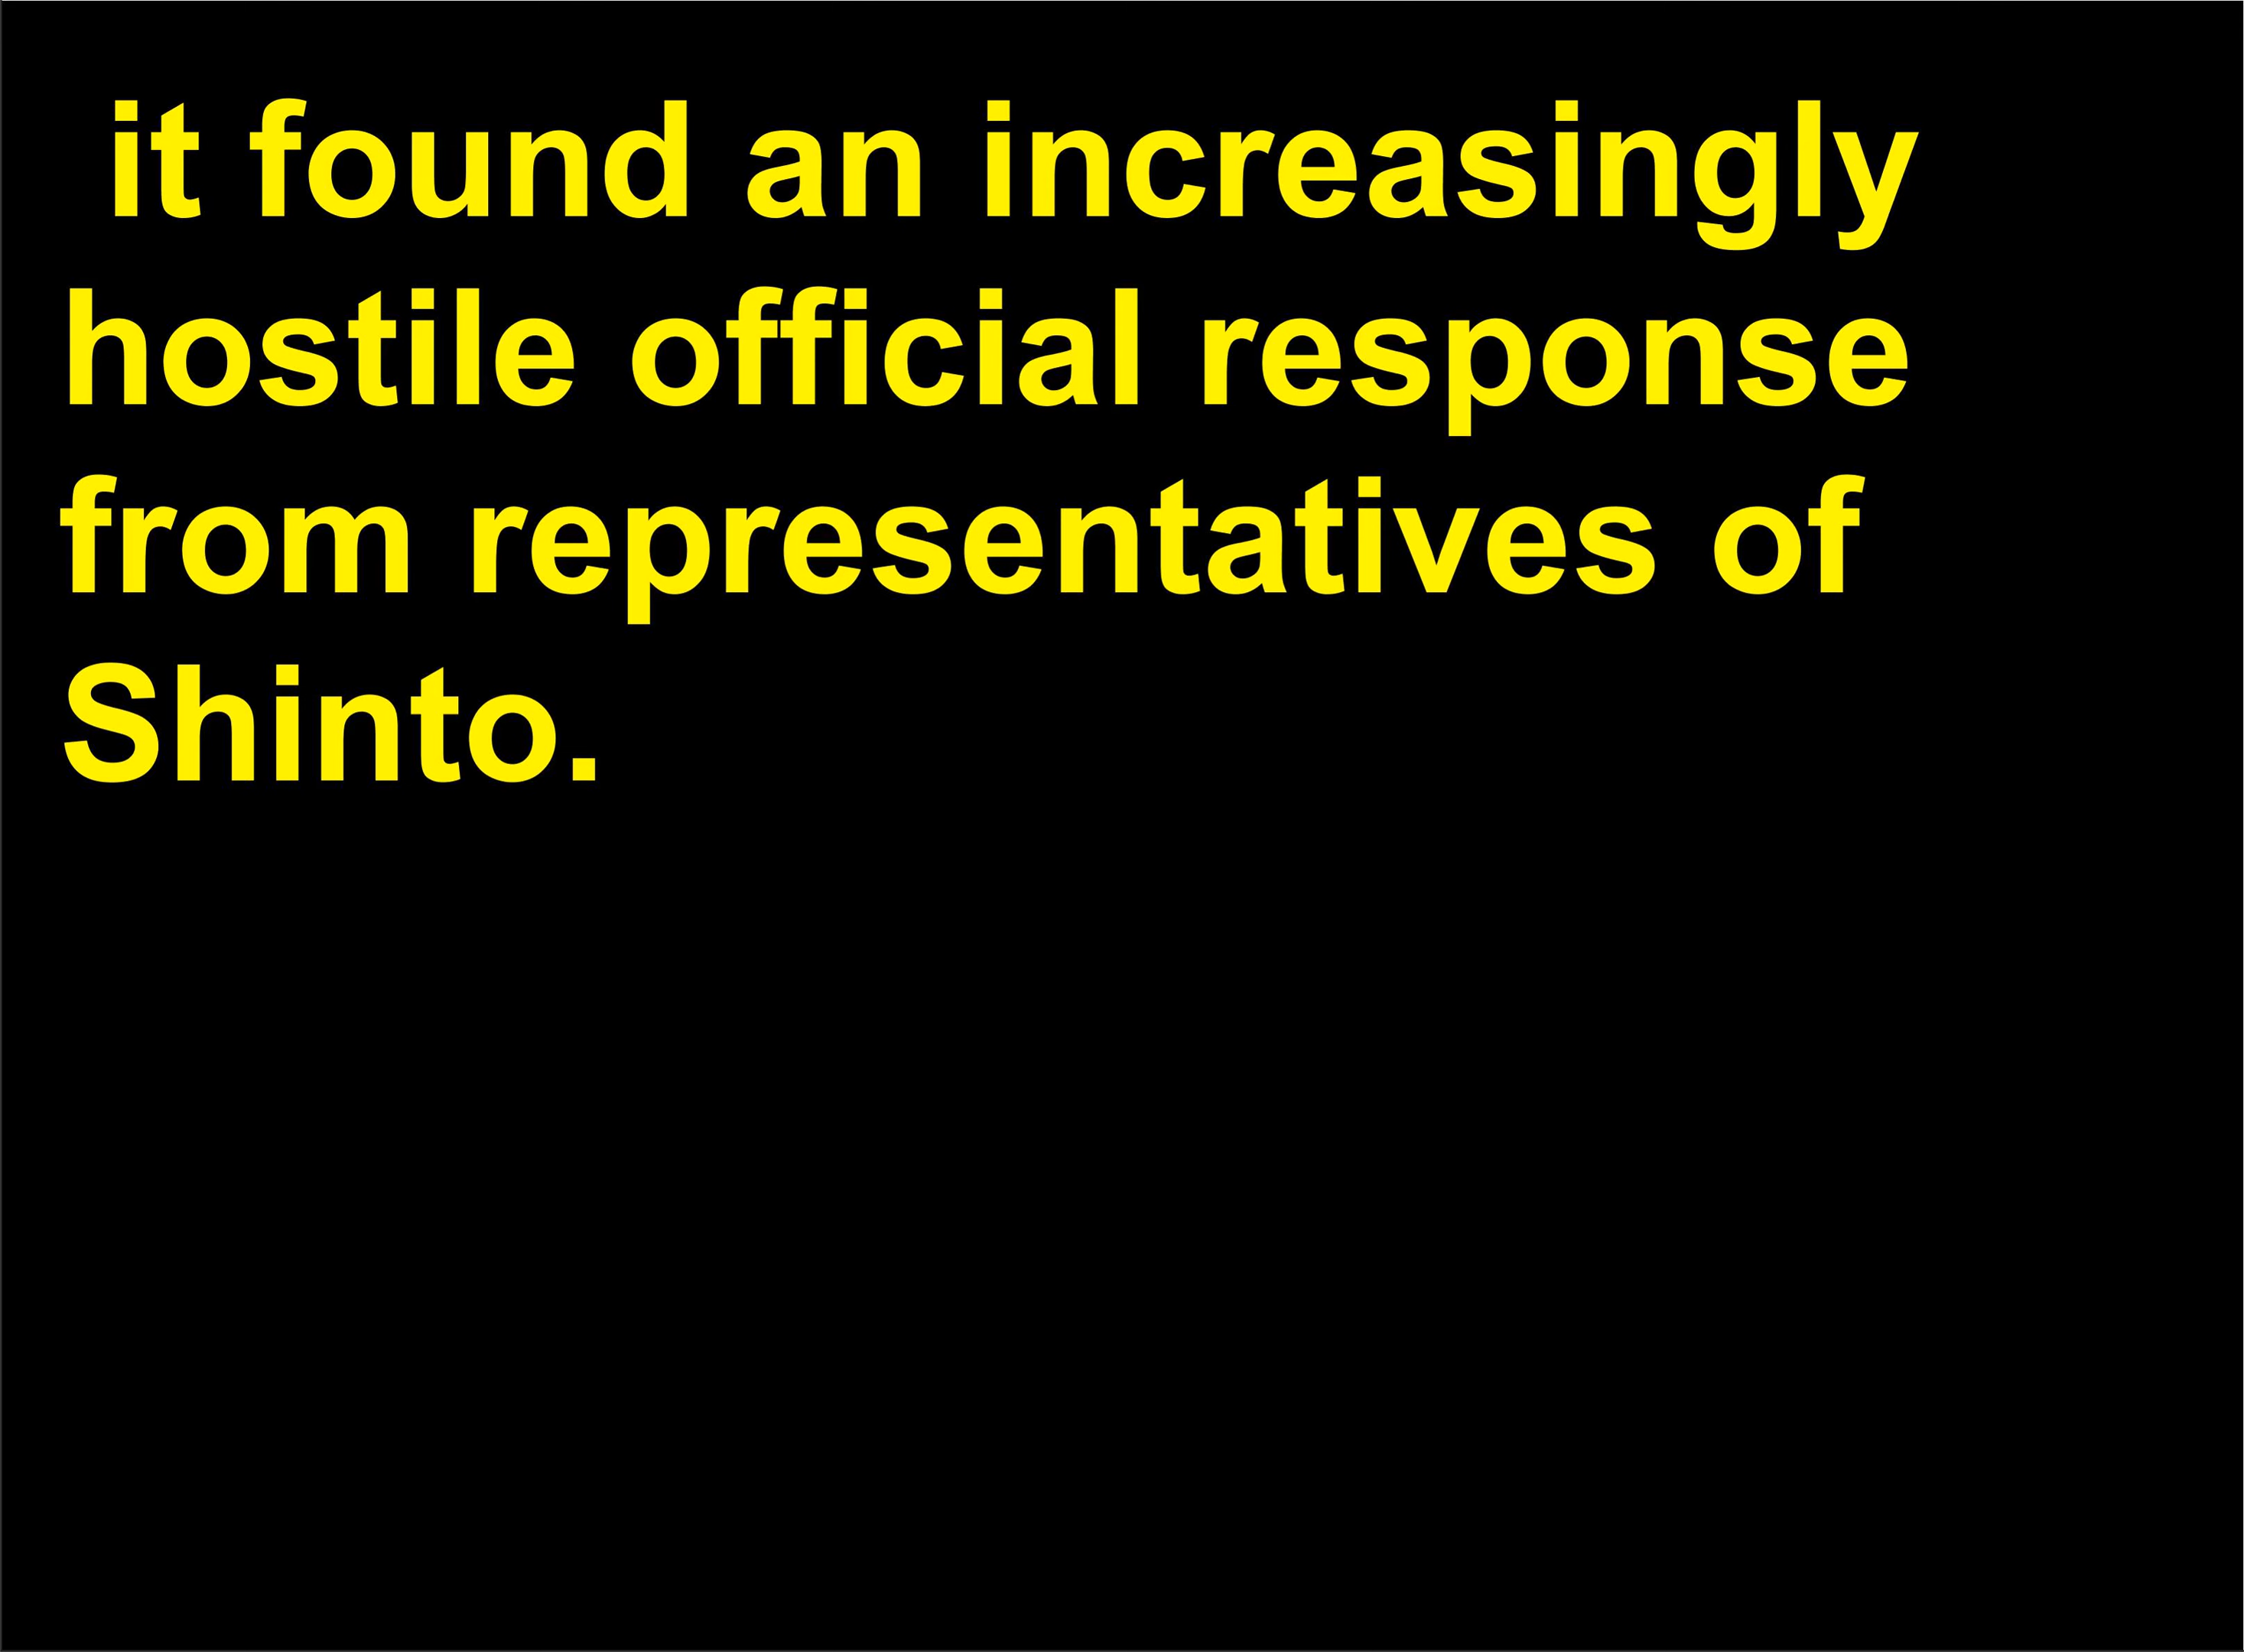 it found an increasingly
hostile official response
from representatives of
Shinto.